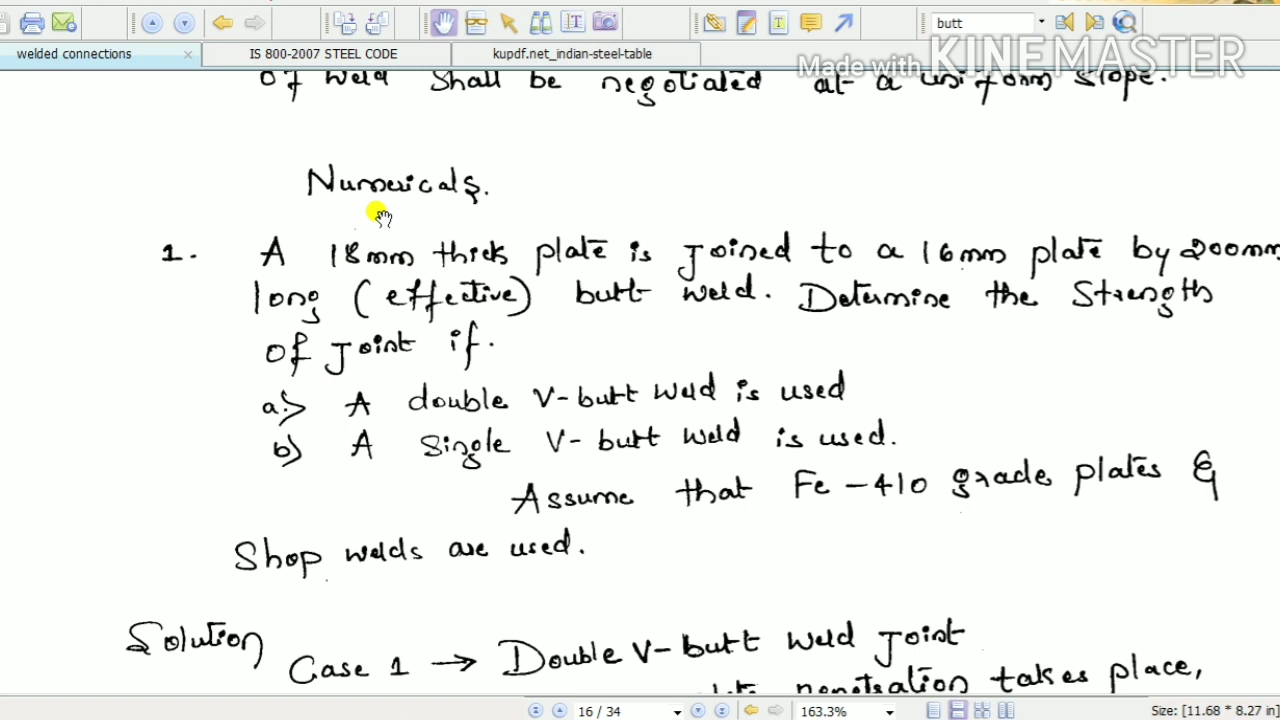 butt
Made with KINEMASTER
welded connections
IS 800-2007 STEEL CODE
kupdf.net_indian-steel-table
of weld shall be negotiated at a uniform slope.
Numericals.
1. A 18mm thick plate is joined to a 16mm plate by 200mm
long (effective) butt weld. Determine the strength
of joint if.
a.) A double V-butt weld is used
b) A single V-butt weld is used.
Assume that Fe-410 grade plates &
Shop welds are used.
Solution
Case 1 → Double V-butt weld joint
penetration takes place,
16 / 34
163.3%
Size: [11.68 * 8.27 in]